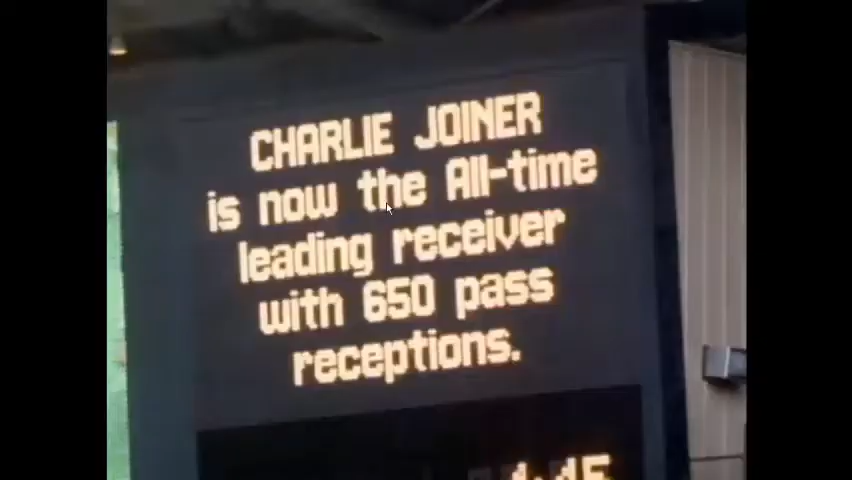 CHARLIE JOINER
is now the All-time
leading receiver
with 650 pass
receptions.